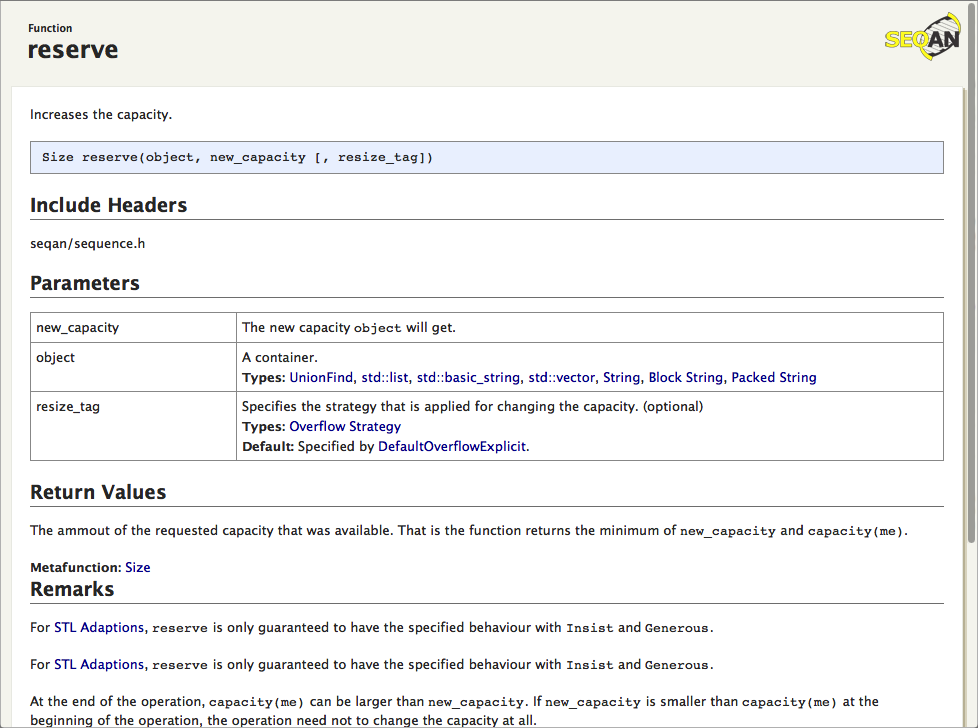 Function
reserve
SEQAN
Increases the capacity.
Size reserve(object, new_capacity [, resize_tag])
Include Headers
seqan/sequence.h
Parameters
new_capacity The new capacity object will get.
object A container.
Types: UnionFind, std::list, std::basic_string, std::vector, String, Block String, Packed String
resize_tag Specifies the strategy that is applied for changing the capacity. (optional)
Types: Overflow Strategy
Default: Specified by DefaultOverflowExplicit.
Return Values
The ammout of the requested capacity that was available. That is the function returns the minimum of new_capacity and capacity(me).
Metafunction: Size
Remarks
For STL Adaptions, reserve is only guaranteed to have the specified behaviour with Insist and Generous.
For STL Adaptions, reserve is only guaranteed to have the specified behaviour with Insist and Generous.
At the end of the operation, capacity(me) can be larger than new_capacity. If new_capacity is smaller than capacity(me) at the
beginning of the operation, the operation need not to change the capacity at all.